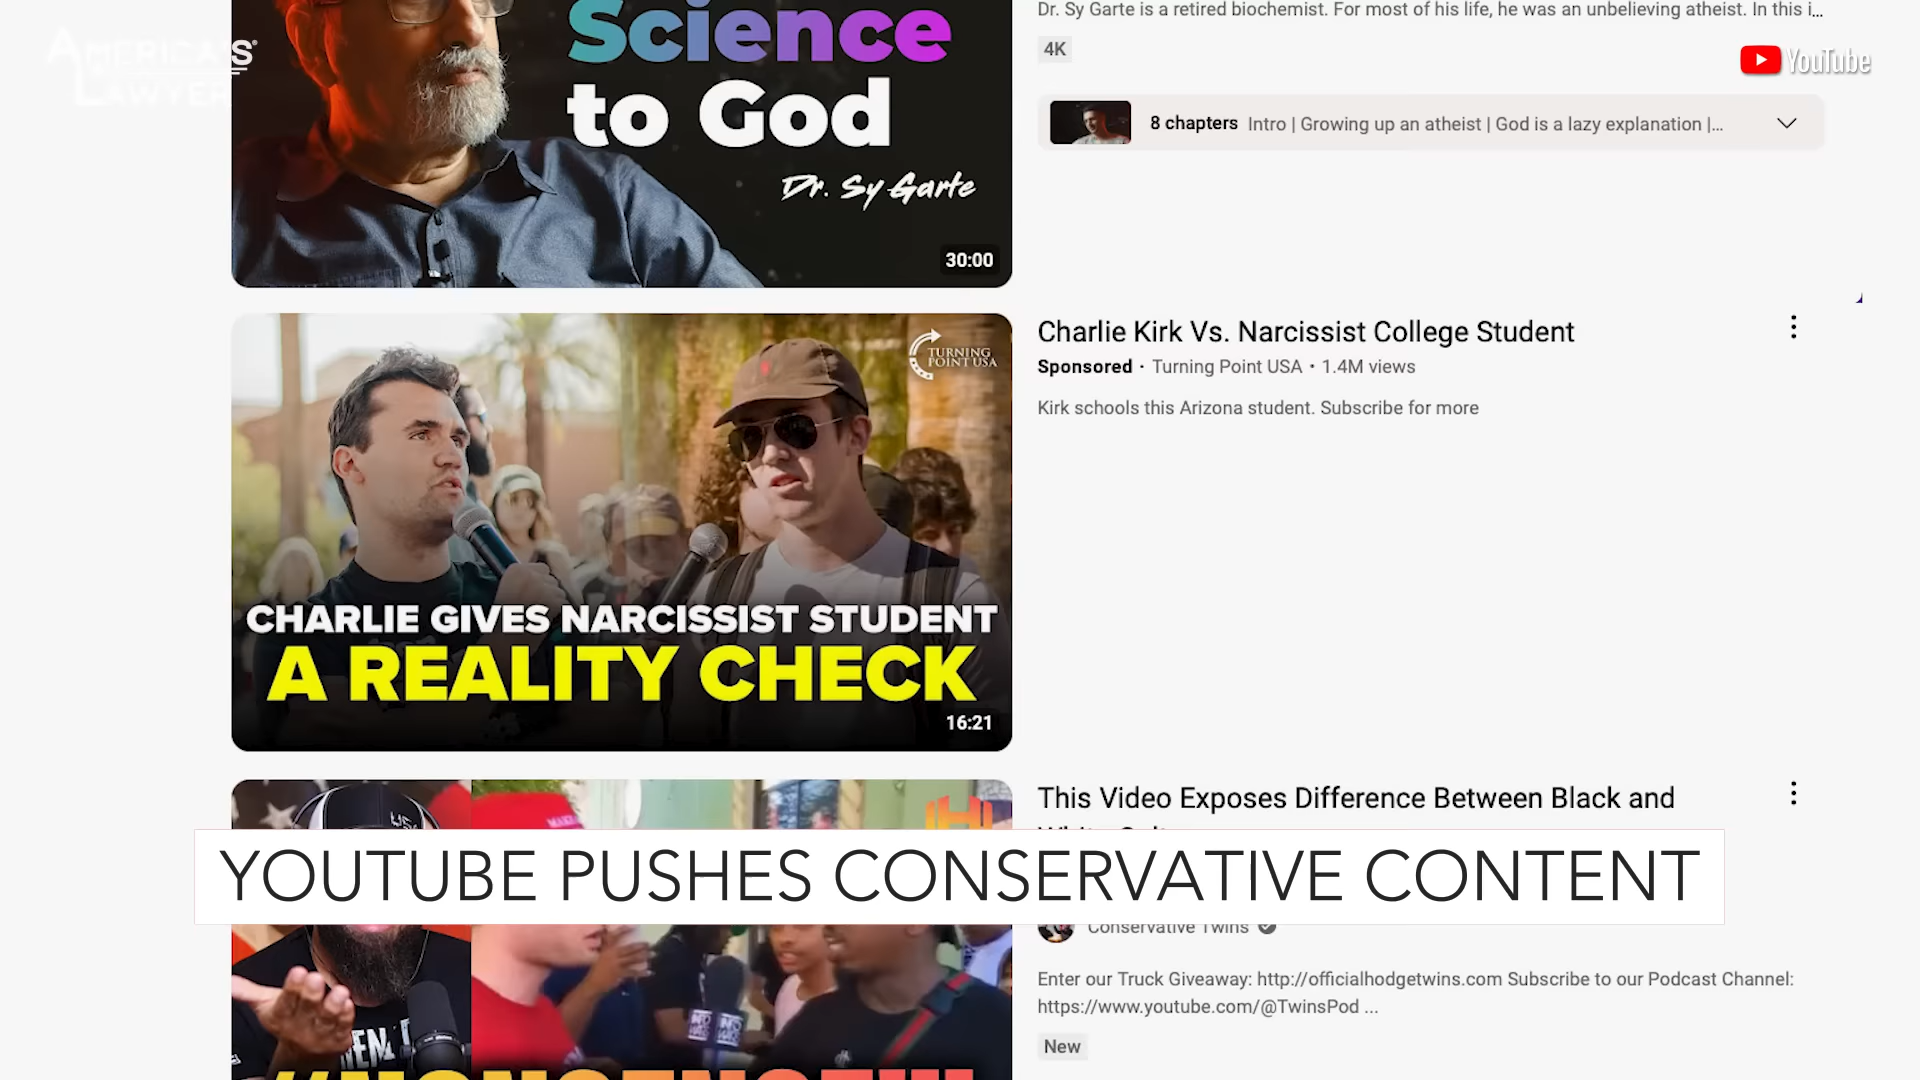 AMERICA'S
LAWYER
Science
to God
Dr. Sy Garte
30:00
Dr. Sy Garte is a retired biochemist. For most of his life, he was an unbelieving atheist. In this i...
4K
YouTube
8 chapters Intro | Growing up an atheist | God is a lazy explanation |...
TURNING
POINT USA
CHARLIE GIVES NARCISSIST STUDENT
A REALITY CHECK
16:21
Charlie Kirk Vs. Narcissist College Student
Sponsored · Turning Point USA • 1.4M views
Kirk schools this Arizona student. Subscribe for more
This Video Exposes Difference Between Black and
YOUTUBE PUSHES CONSERVATIVE CONTENT
Conservative Twins
Enter our Truck Giveaway: http://officialhodgetwins.com Subscribe to our Podcast Channel:
https://www.youtube.com/@TwinsPod ...
New